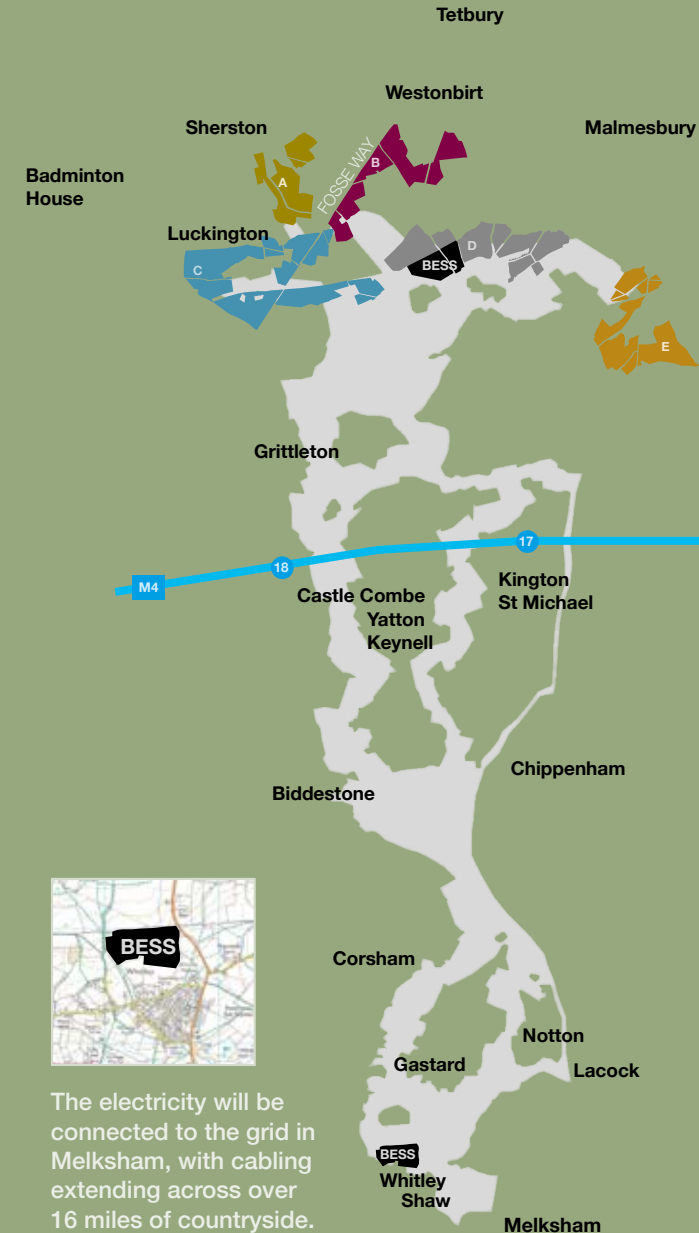 Tetbury
Westonbirt
Sherston
Malmesbury
FOSSE WAY
B
A
Badminton
House
Luckington
D
BESS
C
E
Grittleton
17
18
M4
Kington
St Michael
Castle Combe
Yatton
Keynell
Chippenham
Biddestone
BESS
Whitley
Corsham
Notton
Gastard
Lacock
The electricity will be
connected to the grid in
Melksham, with cabling
extending across over
16 miles of countryside.
BESS
Whitley
Shaw
Melksham